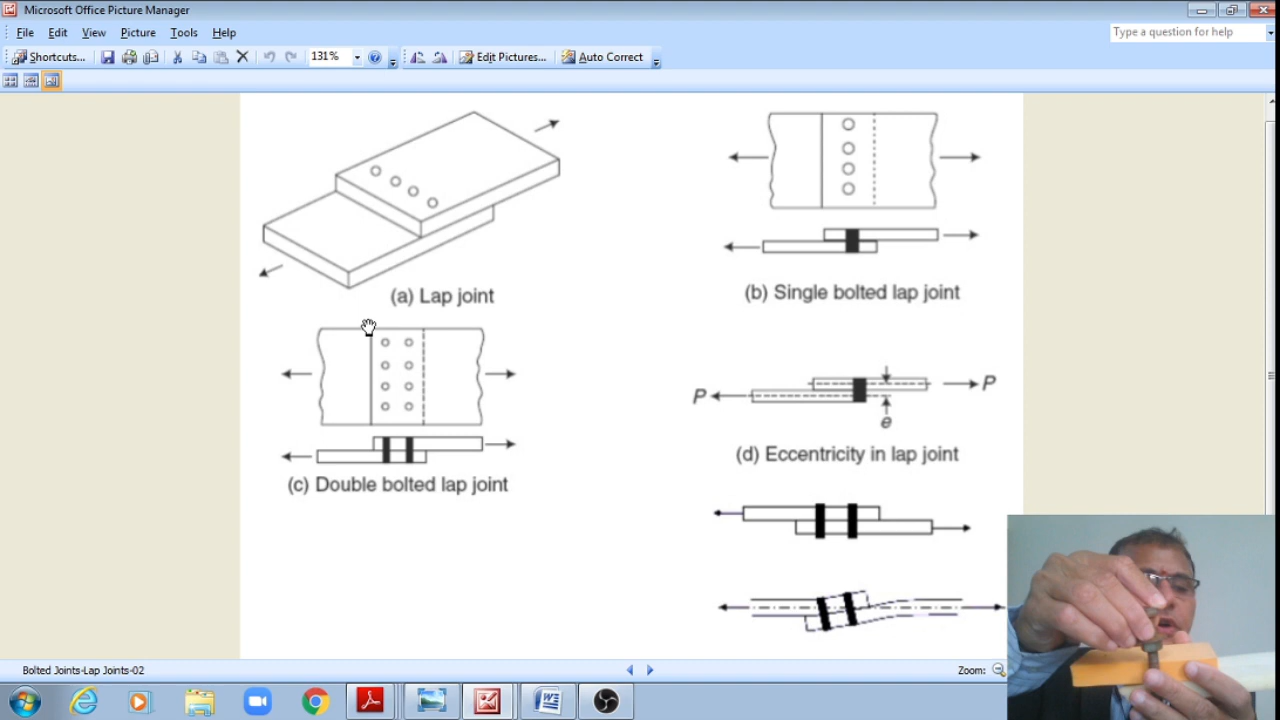 Microsoft Office Picture Manager
File Edit View Picture Tools Help
Type a question for help
Shortcuts... 131% Edit Pictures... Auto Correct
(a) Lap joint
(b) Single bolted lap joint
(c) Double bolted lap joint
P P
e
(d) Eccentricity in lap joint
Bolted Joints-Lap Joints-02
Zoom: